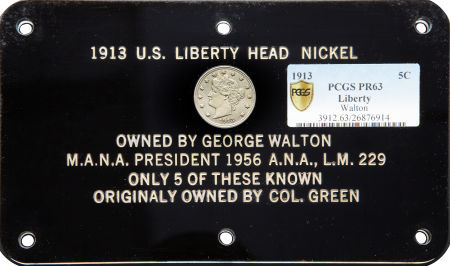 1913 U.S. LIBERTY HEAD NICKEL
1913 5C
PCGS PCGS PR63
Liberty
Walton
3912.63/26876914
OWNED BY GEORGE WALTON
M.A.N.A. PRESIDENT 1956 A.N.A., L.M. 229
ONLY 5 OF THESE KNOWN
ORIGINALY OWNED BY COL. GREEN